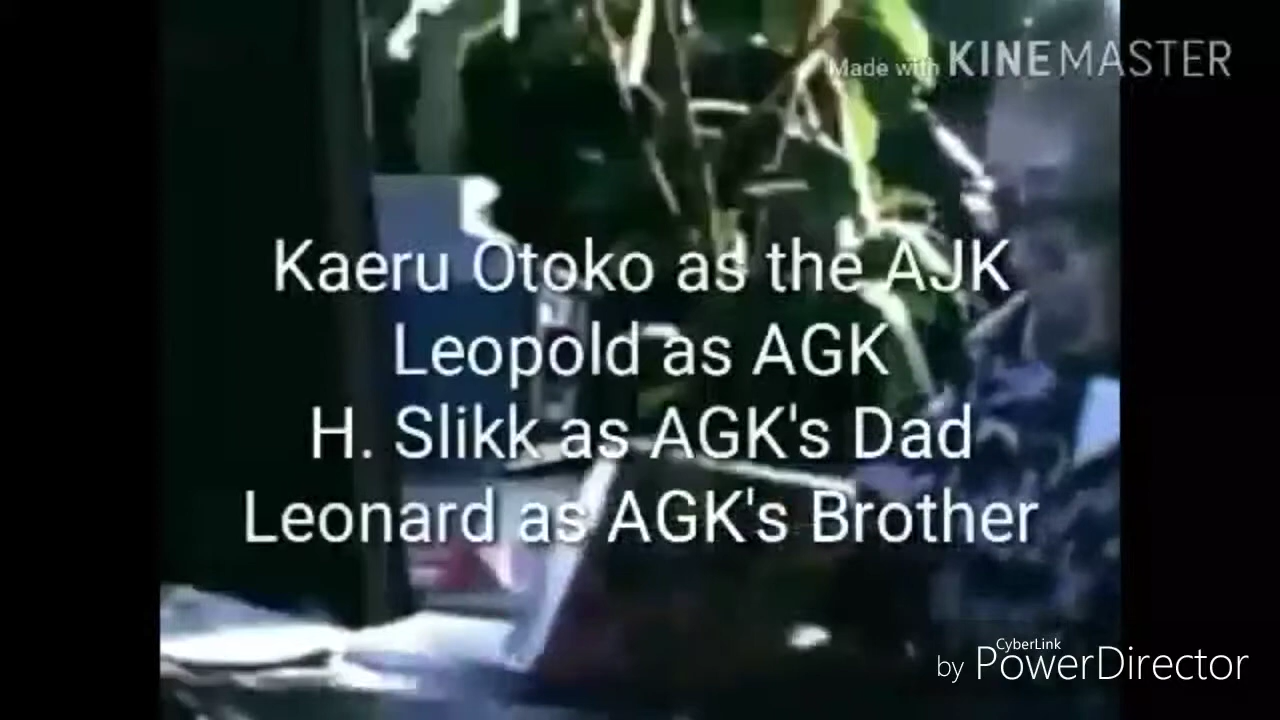 Made with KINEMASTER
Kaeru Otoko as the AJK
Leopold as AGK
H. Slikk as AGK's Dad
Leonard as AGK's Brother
CyberLink
by PowerDirector